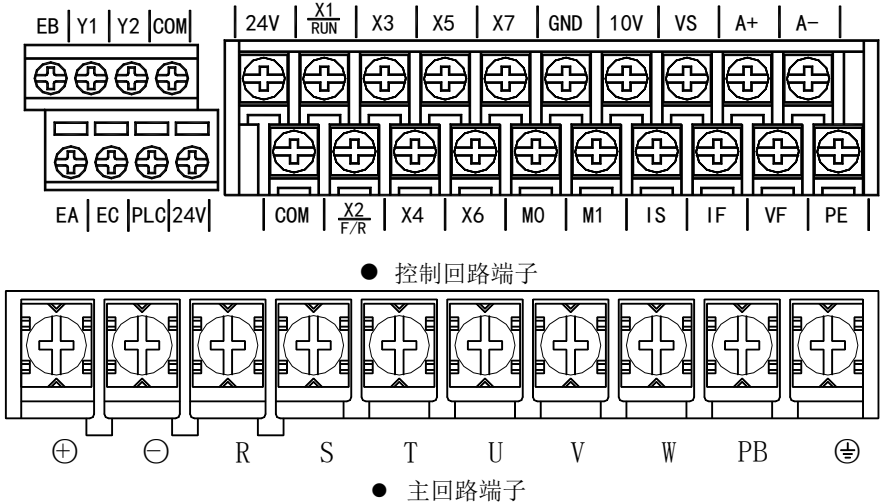 EB Y1 Y2 COM 24V X1 X3 X5 X7 GND 10V VS A+ A-
RUN
EA EC PLC 24V COM X2 X4 X6 M0 M1 IS IF VF PE
F/R
● 控制回路端子
⊕ ⊖ R S T U V W PB ⏚
● 主回路端子